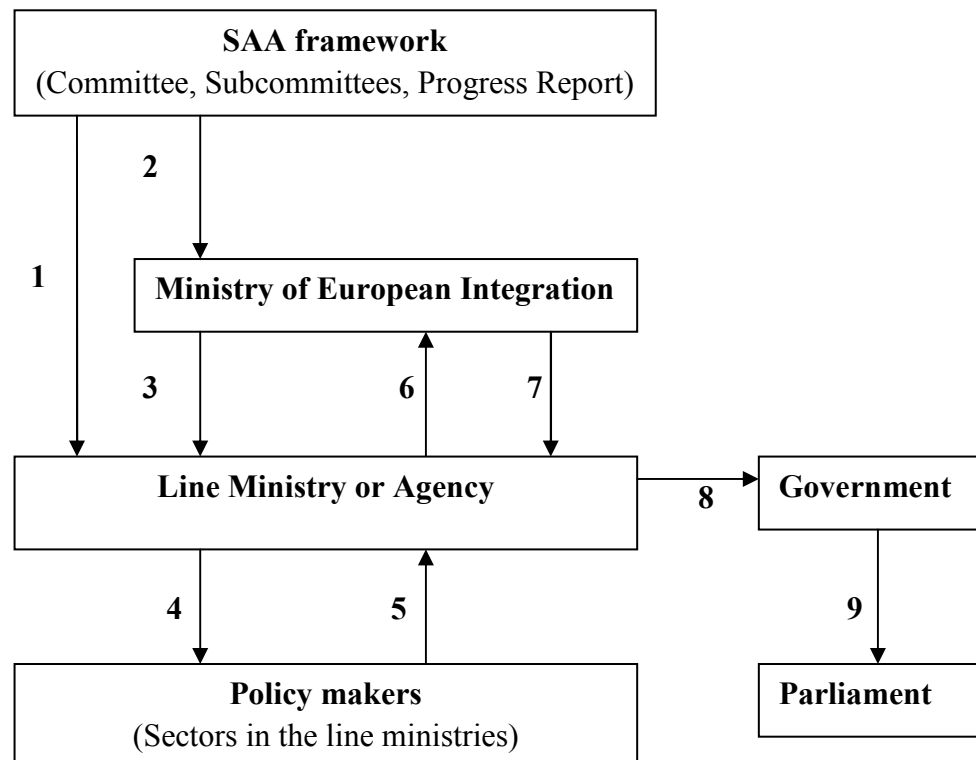 SAA framework
(Committee, Subcommittees, Progress Report)
2
1
Ministry of European Integration
3
6
7
Line Ministry or Agency
8
Government
4
5
9
Policy makers
(Sectors in the line ministries)
Parliament